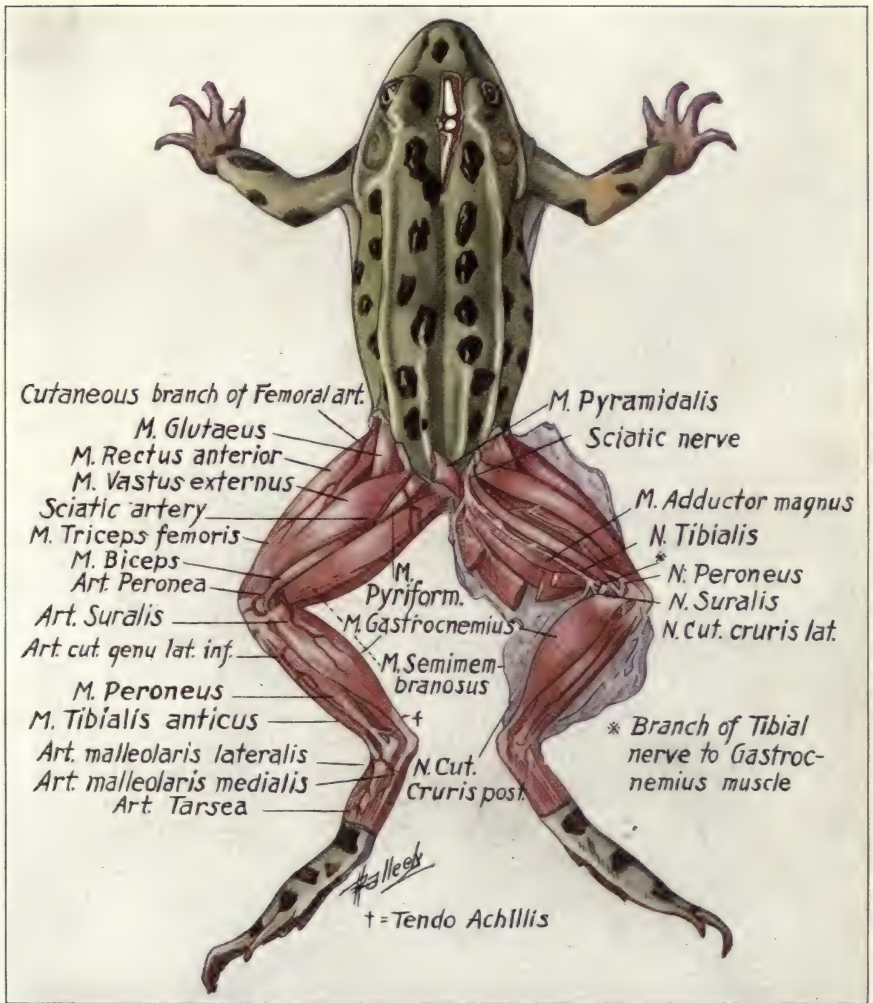 Cutaneous branch of Femoral art.
M. Glutaeus
M. Rectus anterior
M. Vastus externus
Sciatic artery
M. Triceps femoris
M. Biceps
Art. Peronea
Art. Suralis
Art. cut. genu lat. inf.
M. Peroneus
M. Tibialis anticus
Art. malleolaris lateralis
Art. malleolaris medialis
Art. Tarsea
M.
Pyriform.
M. Gastrocnemius
M. Semimem-
branosus
†
N. Cut.
Cruris post.
M. Pyramidalis
Sciatic nerve
M. Adductor magnus
N. Tibialis
※
N. Peroneus
N. Suralis
N. Cut. cruris lat.
※ Branch of Tibial
nerve to Gastroc-
nemius muscle
† = Tendo Achillis